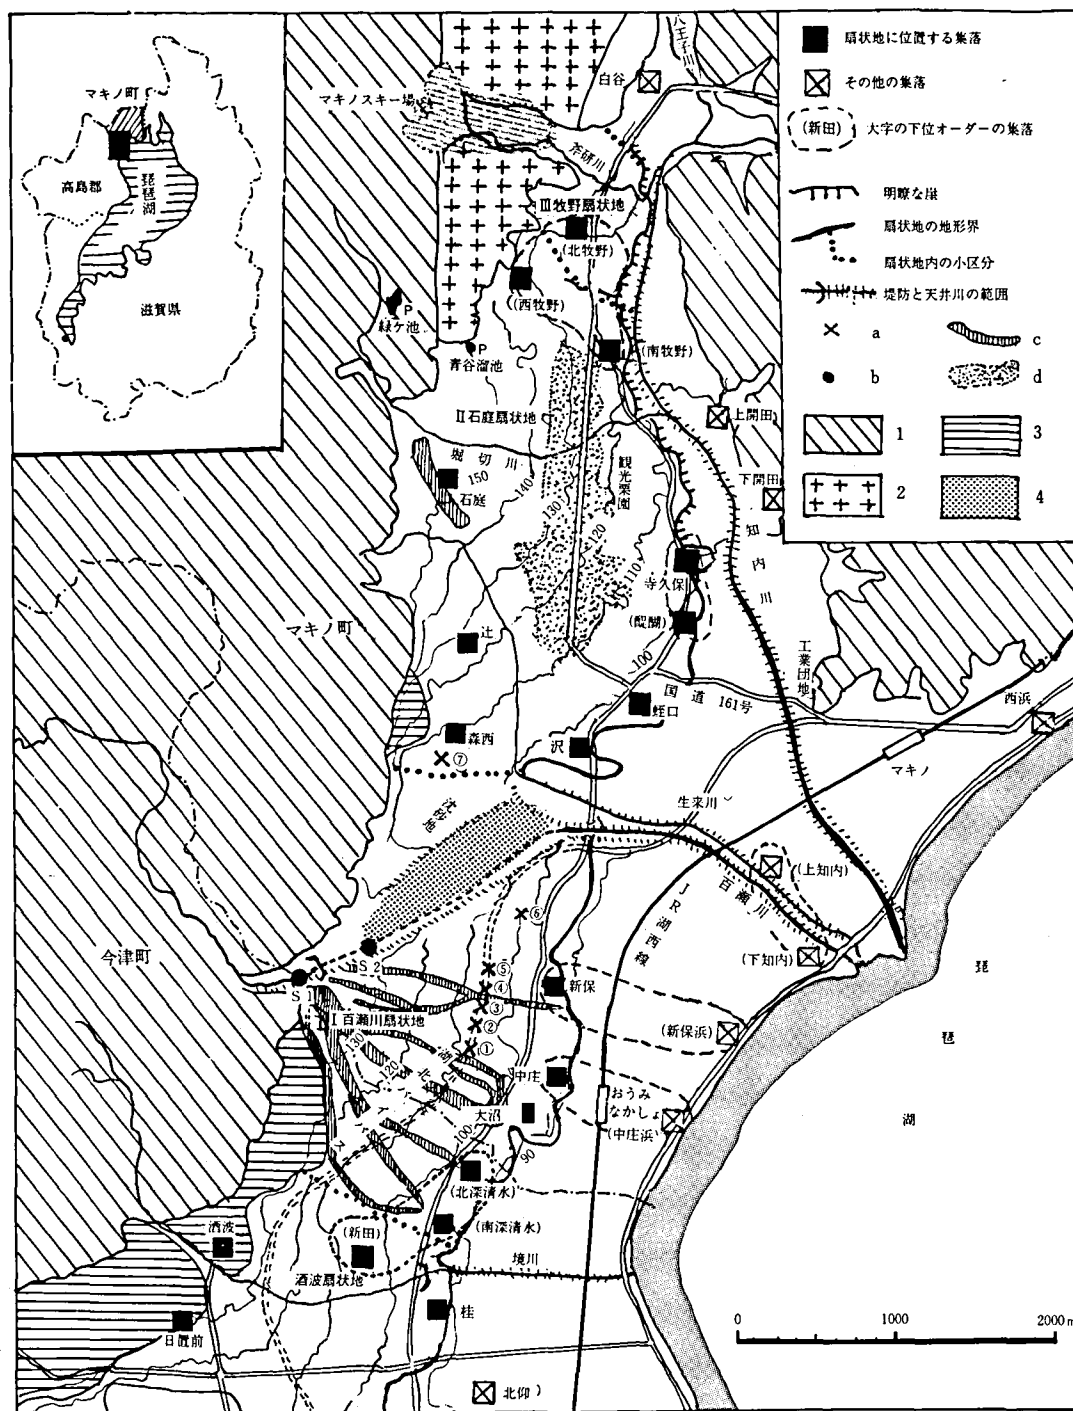 マキノ町
高島郡
琵琶湖
滋賀県
扇状地に位置する集落
その他の集落
(新田) 大字の下位オーダーの集落
明瞭な崖
扇状地の地形界
扇状地内の小区分
堤防と天井川の範囲
a
b
c
d
1
2
3
4
八王子川
白谷
マキノスキー場
斧研川
Ⅲ牧野扇状地
(北牧野)
(西牧野)
P
緑ケ池
P
青谷溜池
(南牧野)
Ⅱ石庭扇状地
上開田
堀切川
150
140
石庭
観光栗園
130
120
110
下開田
知内川
寺久保
(醍醐)
マキノ町
辻
100
国道 161号
工業団地
西浜
蛭口
森西
沢
⑦
マキノ
沈砂池
生来川
(上知内)
百瀬川
JR湖西線
⑥
今津町
(下知内)
S2
S1
⑤
④
③
②
①
新保
琵琶湖
Ⅰ百瀬川扇状地
130
120
湖北
バイパス
(新保浜)
中庄
おうみ
なかしょ
(中庄浜)
大沼
100
90
(北深清水)
(南深清水)
酒波
(新田)
境川
酒波扇状地
桂
日置前
北仰
0 1000 2000m